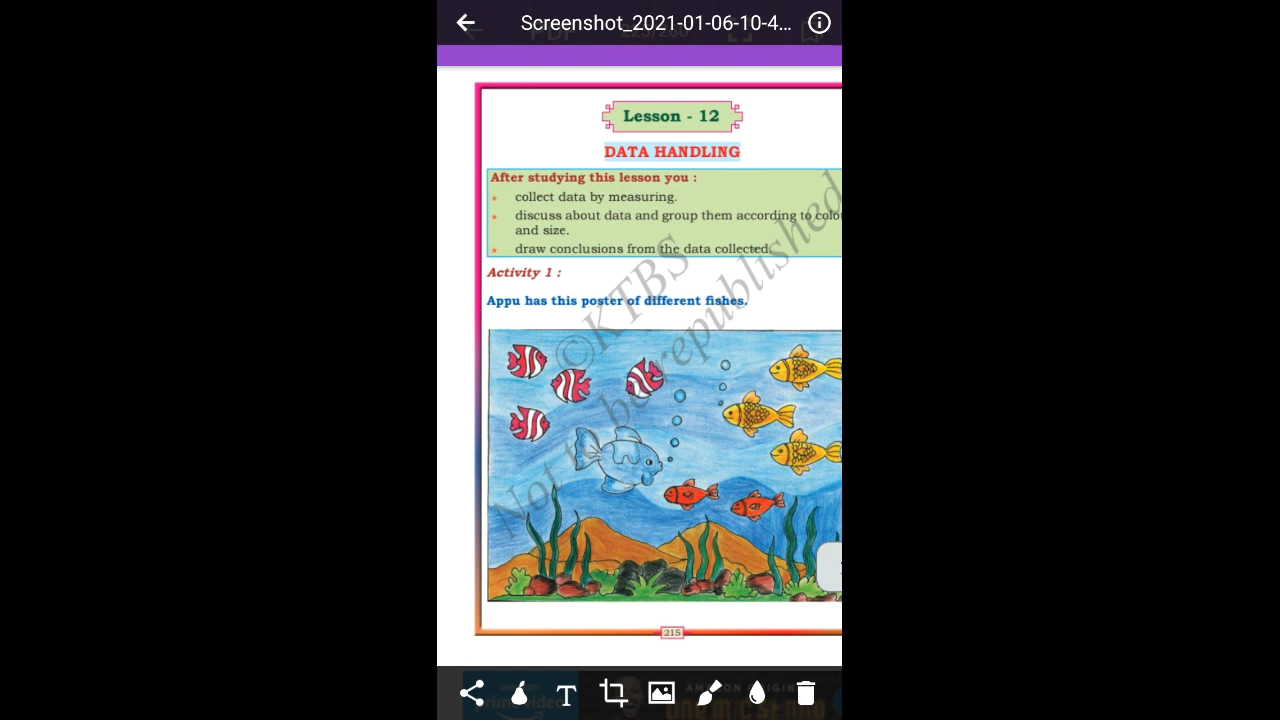 Screenshot_2021-01-06-10-4...
Lesson - 12
DATA HANDLING
After studying this lesson you :
collect data by measuring.
discuss about data and group them according to colo
and size.
draw conclusions from the data collected.
Activity 1 :
Appu has this poster of different fishes.
©KTBS
Not to be republished
215
T